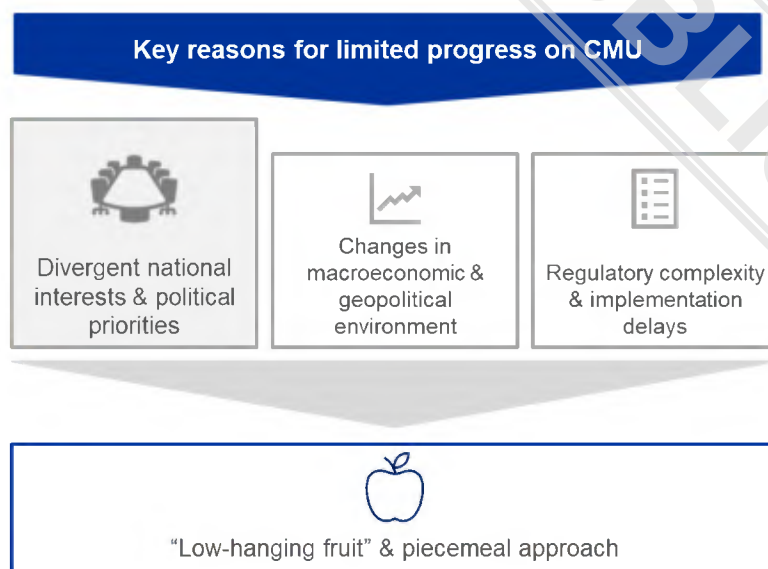 Key reasons for limited progress on CMU
Divergent national
interests & political
priorities
Changes in
macroeconomic &
geopolitical
environment
Regulatory complexity
& implementation
delays
“Low-hanging fruit” & piecemeal approach